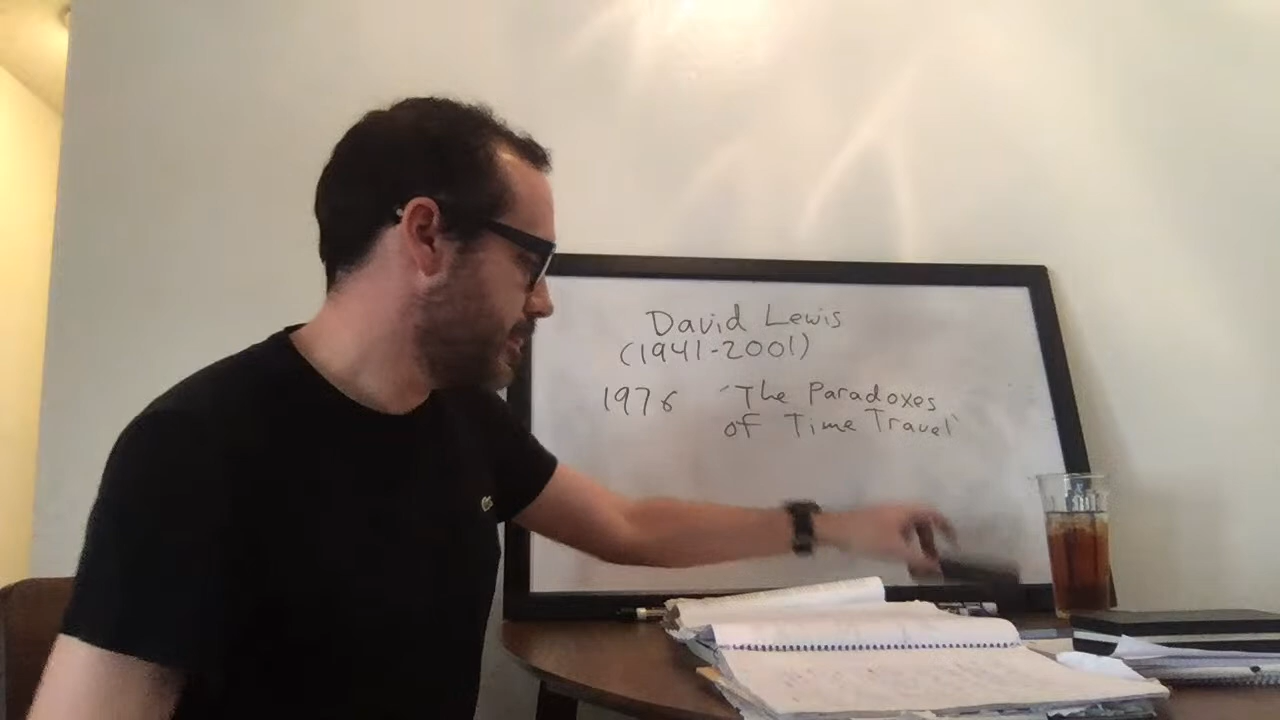 David Lewis
(1941-2001)
1976 'The Paradoxes
of Time Travel'